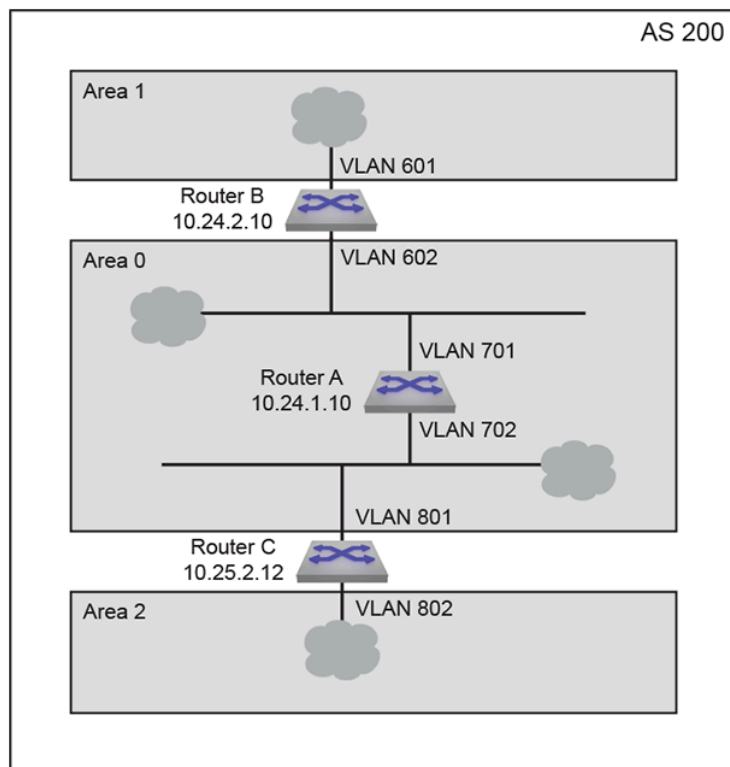 AS 200
Area 1
VLAN 601
Router B
10.24.2.10
Area 0
VLAN 602
VLAN 701
Router A
10.24.1.10
VLAN 702
VLAN 801
Router C
10.25.2.12
Area 2
VLAN 802